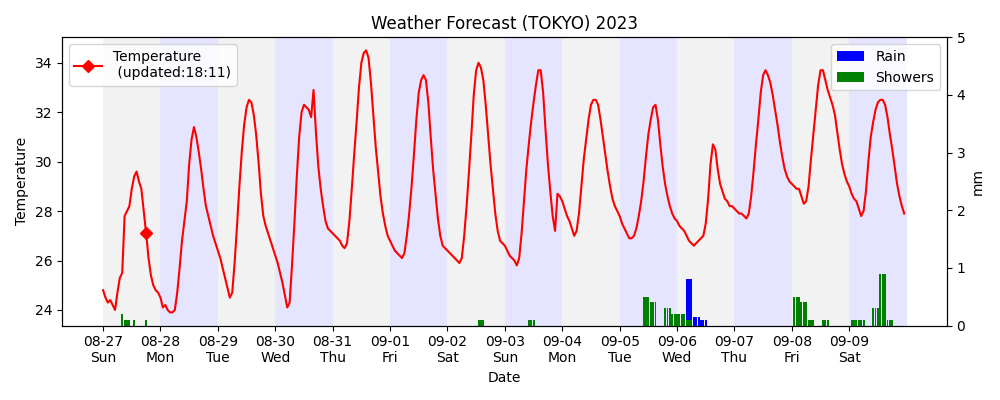 Weather Forecast (TOKYO) 2023
Temperature
(updated:18:11)
Rain
Showers
Temperature
34
32
30
28
26
24
5
4
3
2
1
0
mm
08-27 08-28 08-29 08-30 08-31 09-01 09-02 09-03 09-04 09-05 09-06 09-07 09-08 09-09
Sun Mon Tue Wed Thu Fri Sat Sun Mon Tue Wed Thu Fri Sat
Date